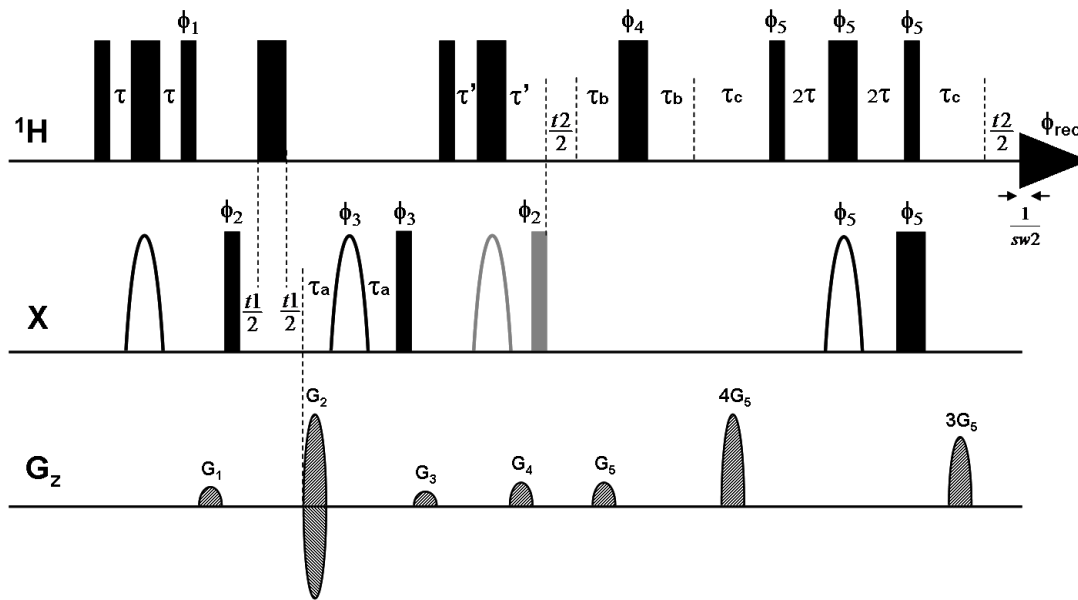 ϕ1 ϕ4 ϕ5 ϕ5 ϕ5
τ τ τ' τ' τb τb τc 2τ 2τ τc
¹H t2/2 t2/2 ϕrec
1/sw2
ϕ2 ϕ3 ϕ3 ϕ2 ϕ5 ϕ5
X t1/2 t1/2 τa τa
G2 4G5 3G5
Gz G1 G3 G4 G5